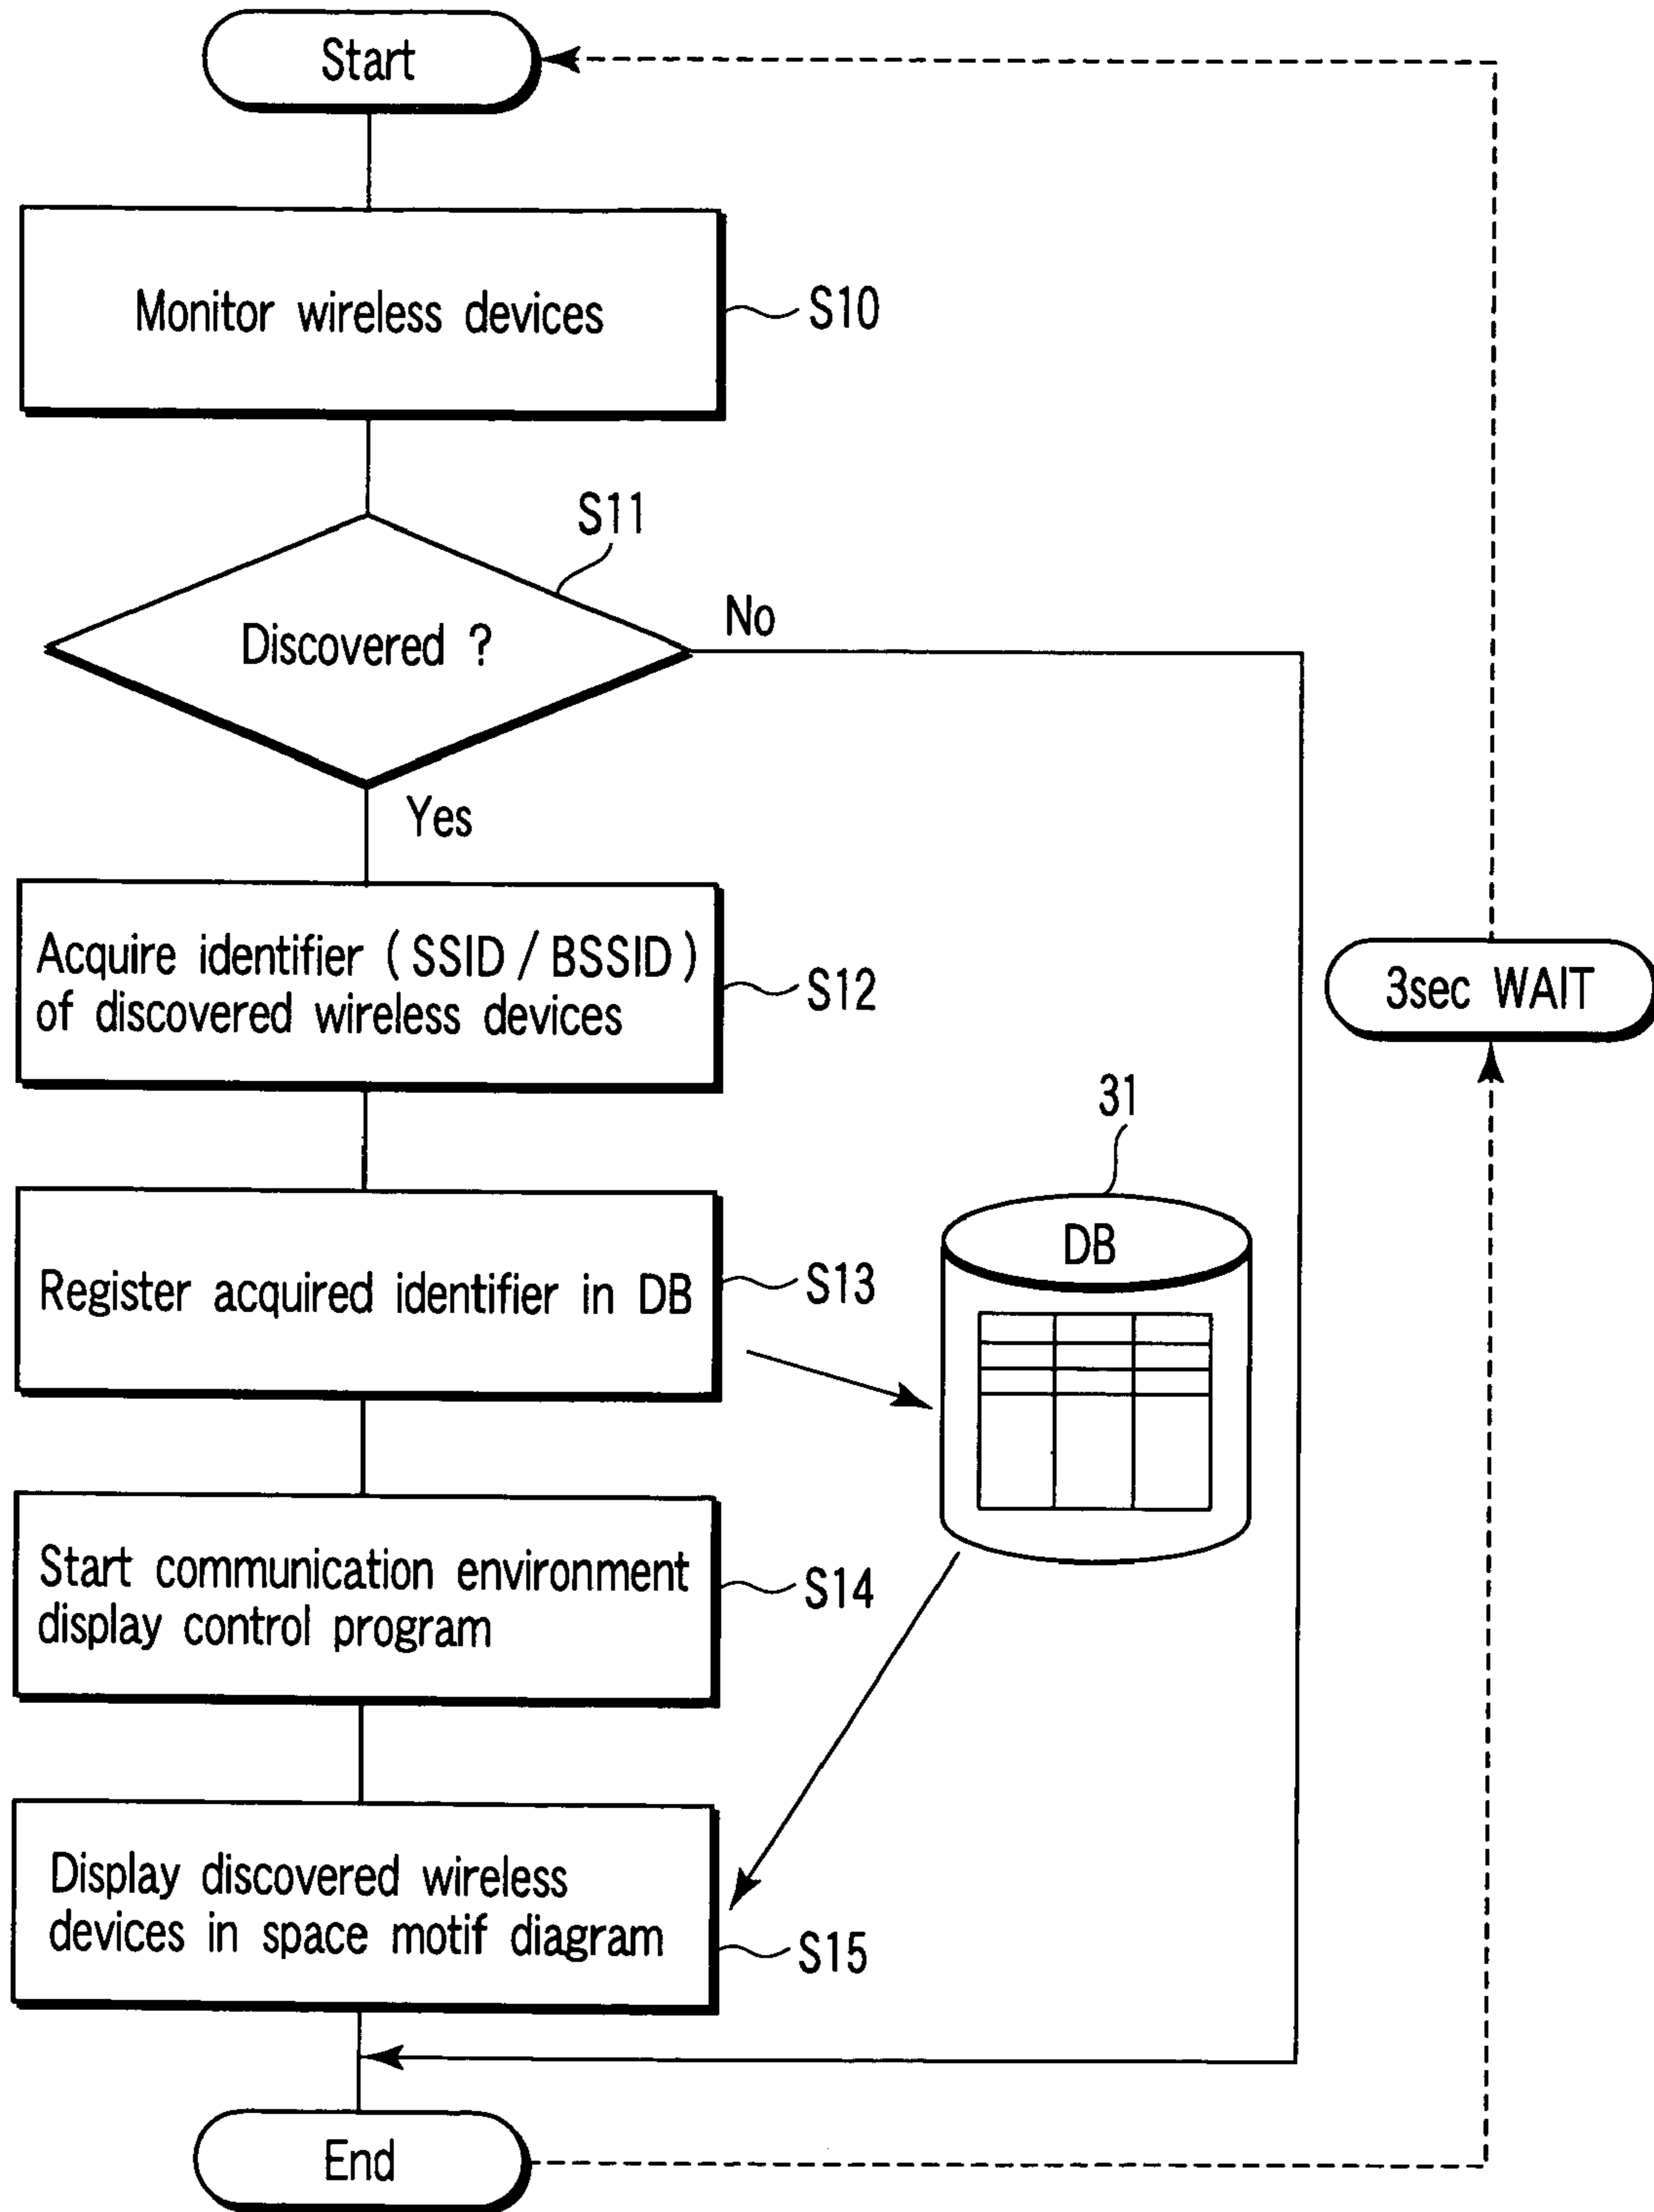 Start
Monitor wireless devices
S10
S11
Discovered ?
No
Yes
Acquire identifier ( SSID / BSSID )
of discovered wireless devices
S12
3sec WAIT
31
DB
Register acquired identifier in DB
S13
Start communication environment
display control program
S14
Display discovered wireless
devices in space motif diagram
S15
End